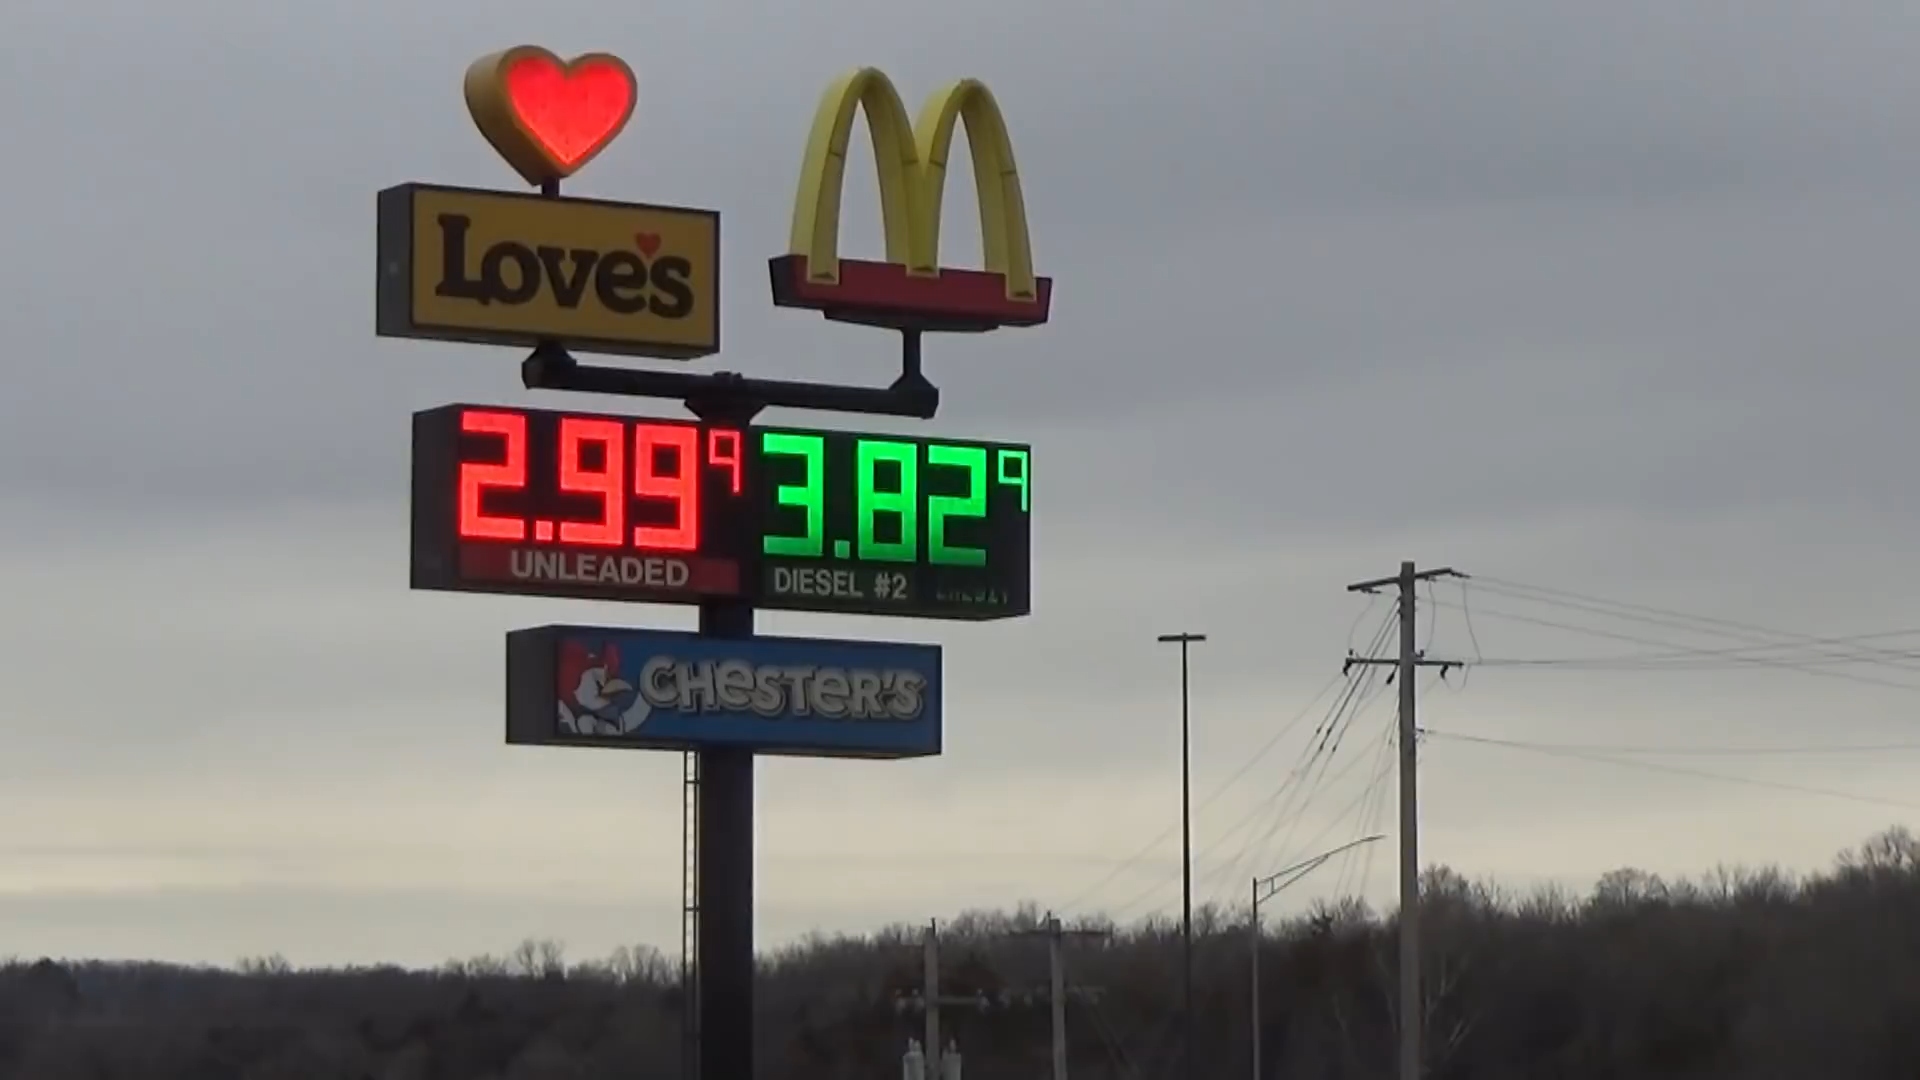 Love's
M
2.99 9
3.82 9
UNLEADED
DIESEL #2
CHESTER'S